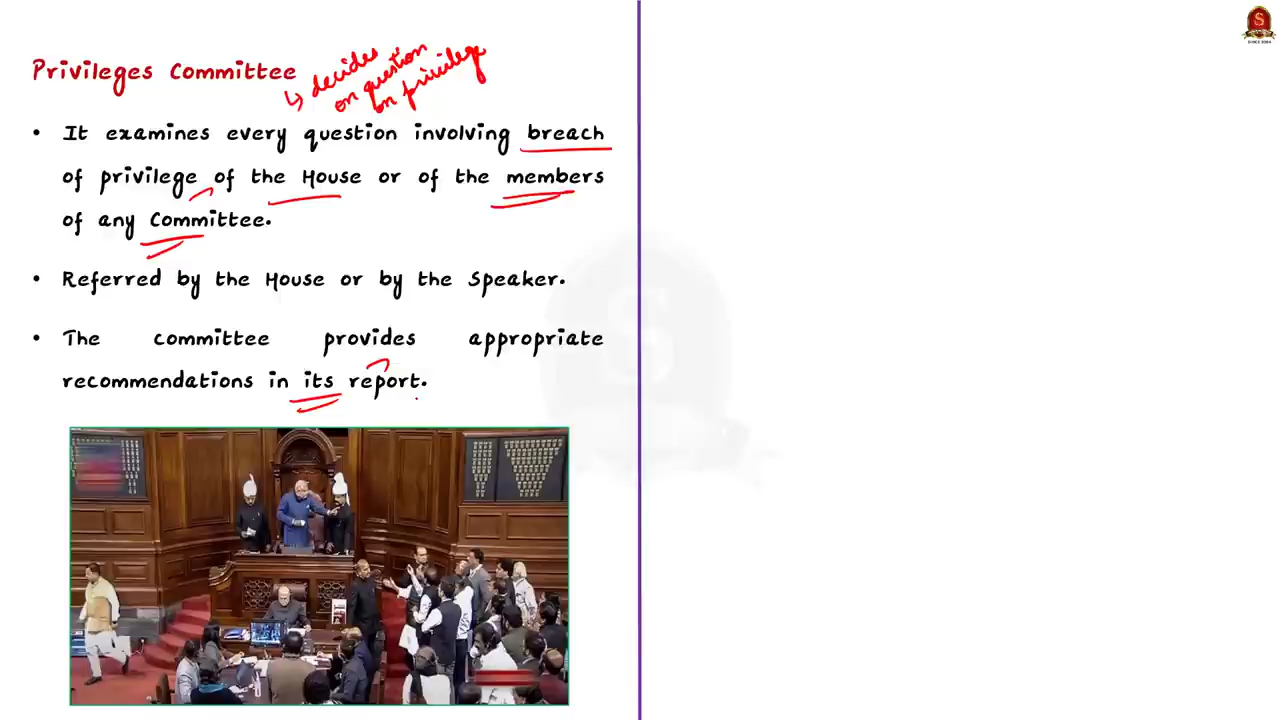 Privileges Committee
↳ decides
on question
on privilege
• It examines every question involving breach
of privilege of the House or of the members
of any Committee.
• Referred by the House or by the Speaker.
• The committee provides appropriate
recommendations in its report.
S
SINCE 2004
S